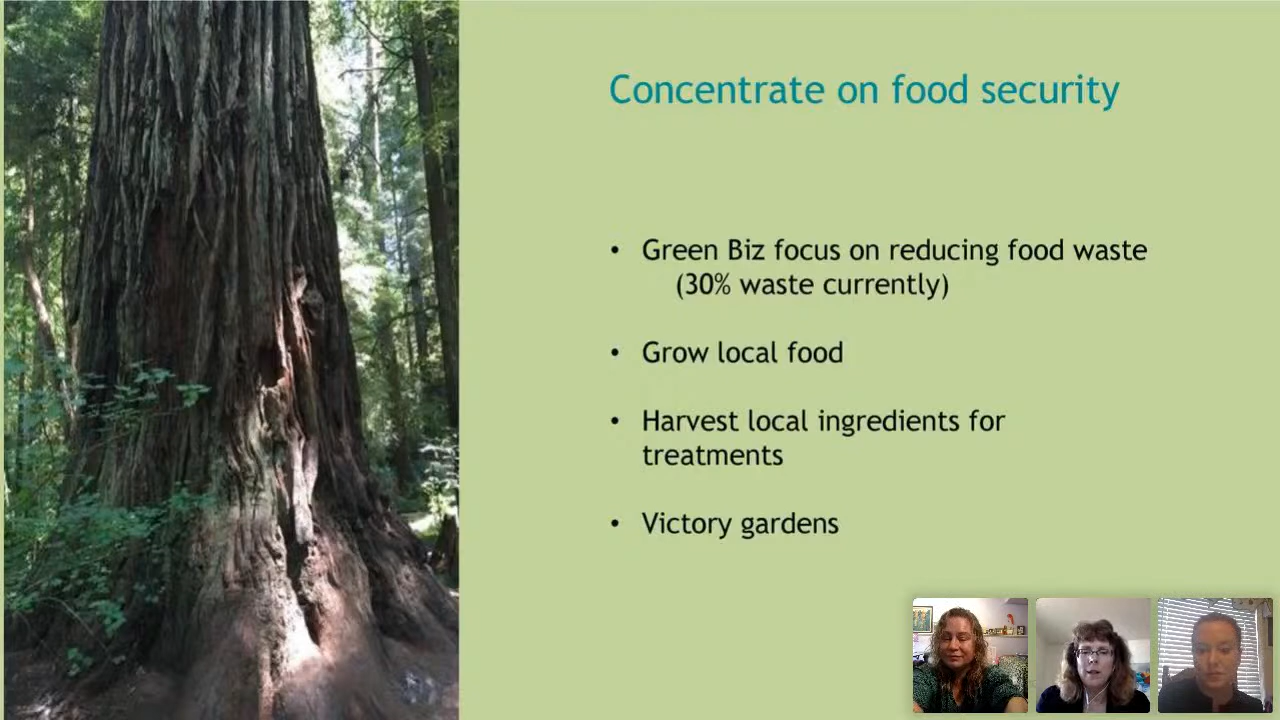 Concentrate on food security
• Green Biz focus on reducing food waste
(30% waste currently)
• Grow local food
• Harvest local ingredients for
treatments
• Victory gardens